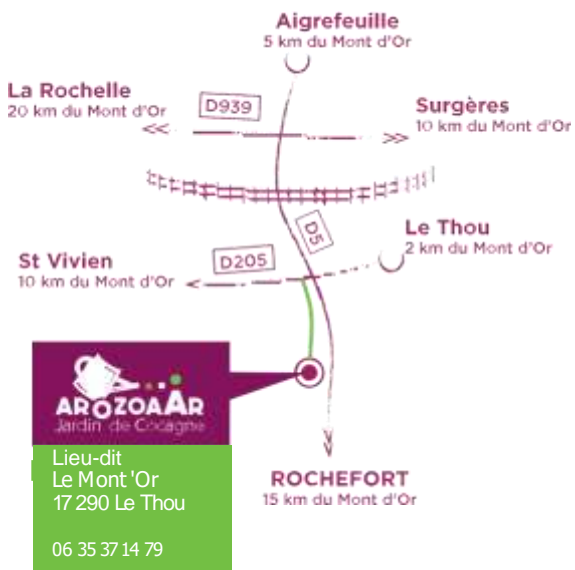 Aigrefeuille
5 km du Mont d'Or
La Rochelle
20 km du Mont d'Or
D939
Surgères
10 km du Mont d'Or
D5
Le Thou
2 km du Mont d'Or
D205
St Vivien
10 km du Mont d'Or
AROZOAAR
Jardin de Cocagne
Lieu-dit
Le Mont 'Or
17 290 Le Thou
06 35 37 14 79
ROCHEFORT
15 km du Mont d'Or